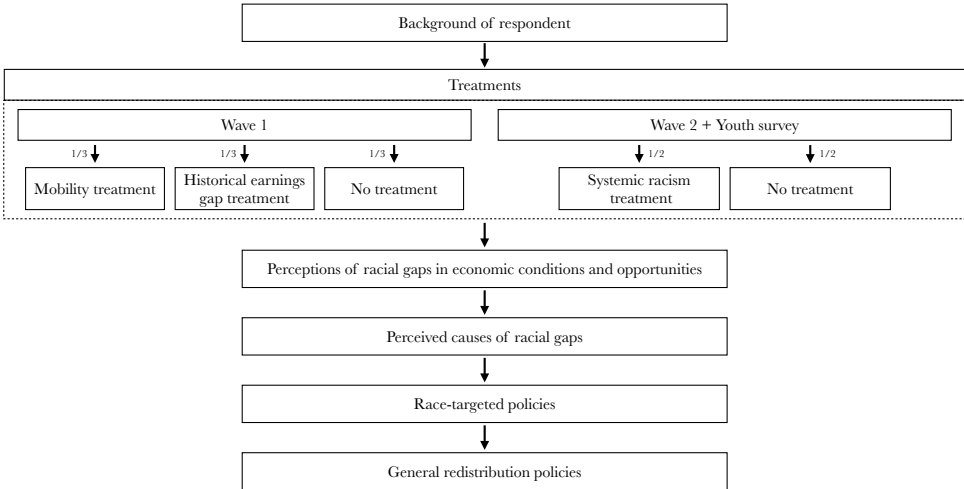 Background of respondent
Treatments
Wave 1
Wave 2 + Youth survey
1/3
1/3
1/3
1/2
1/2
Mobility treatment
Historical earnings
gap treatment
No treatment
Systemic racism
treatment
No treatment
Perceptions of racial gaps in economic conditions and opportunities
Perceived causes of racial gaps
Race-targeted policies
General redistribution policies